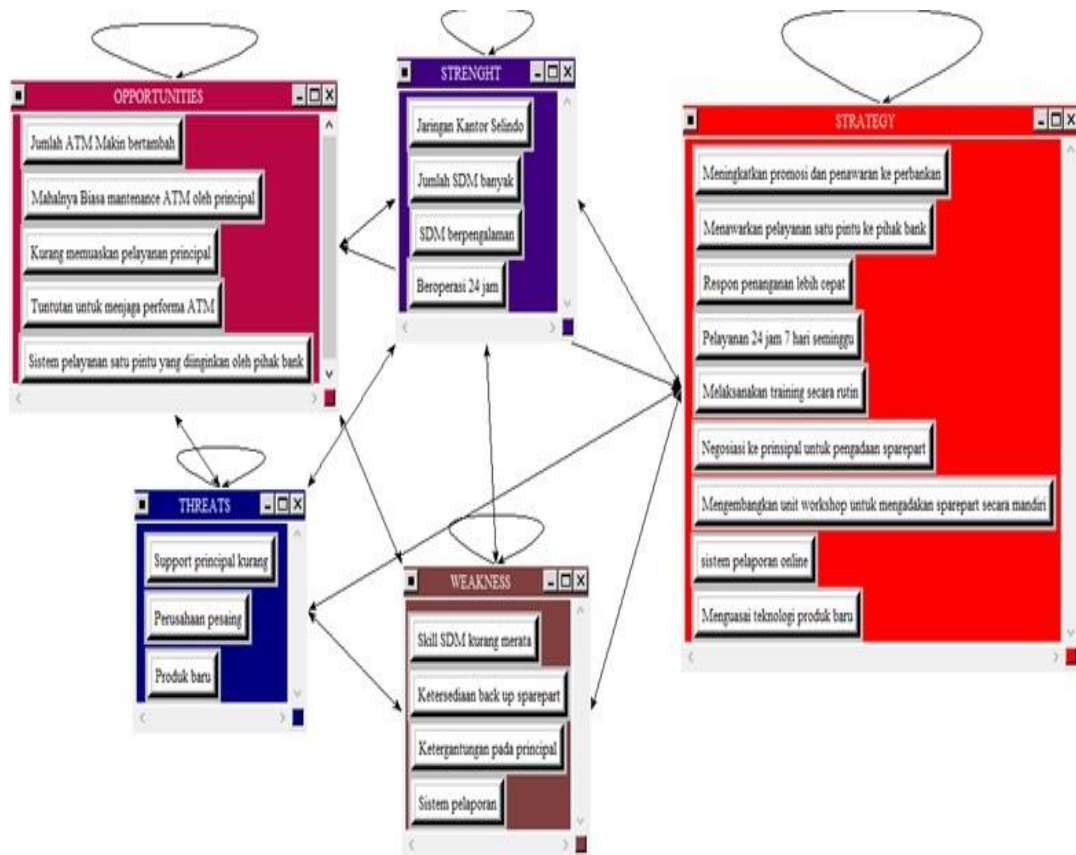 OPPORTUNITIES
Jumlah ATM Makin bertambah
Mahalnya Biasa mantenance ATM oleh principal
Kurang memuaskan pelayanan principal
Tuntutan untuk menjaga performa ATM
Sistem pelayanan satu pintu yang diinginkan oleh pihak bank
STRENGHT
Jaringan Kantor Selindo
Jumlah SDM banyak
SDM berpengalaman
Beroperasi 24 jam
STRATEGY
Meningkatkan promosi dan penawaran ke perbankan
Menawarkan pelayanan satu pintu ke pihak bank
Respon penanganan lebih cepat
Pelayanan 24 jam 7 hari seminggu
Melaksanakan training secara rutin
Negosiasi ke prinsipal untuk pengadaan sparepart
Mengembangkan unit workshop untuk mengadakan sparepart secara mandiri
sistem pelaporan online
Menguasai teknologi produk baru
THREATS
Support principal kurang
Perusahaan pesaing
Produk baru
WEAKNESS
Skill SDM kurang merata
Ketersediaan back up sparepart
Ketergantungan pada principal
Sistem pelaporan